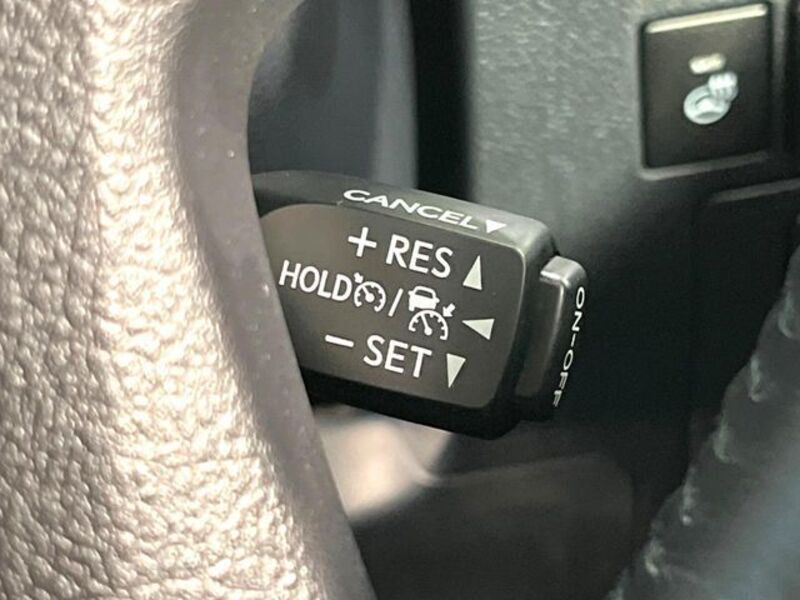 CANCEL▼
+ RES ▲
HOLD / ◀
− SET ▼
ON-OFF